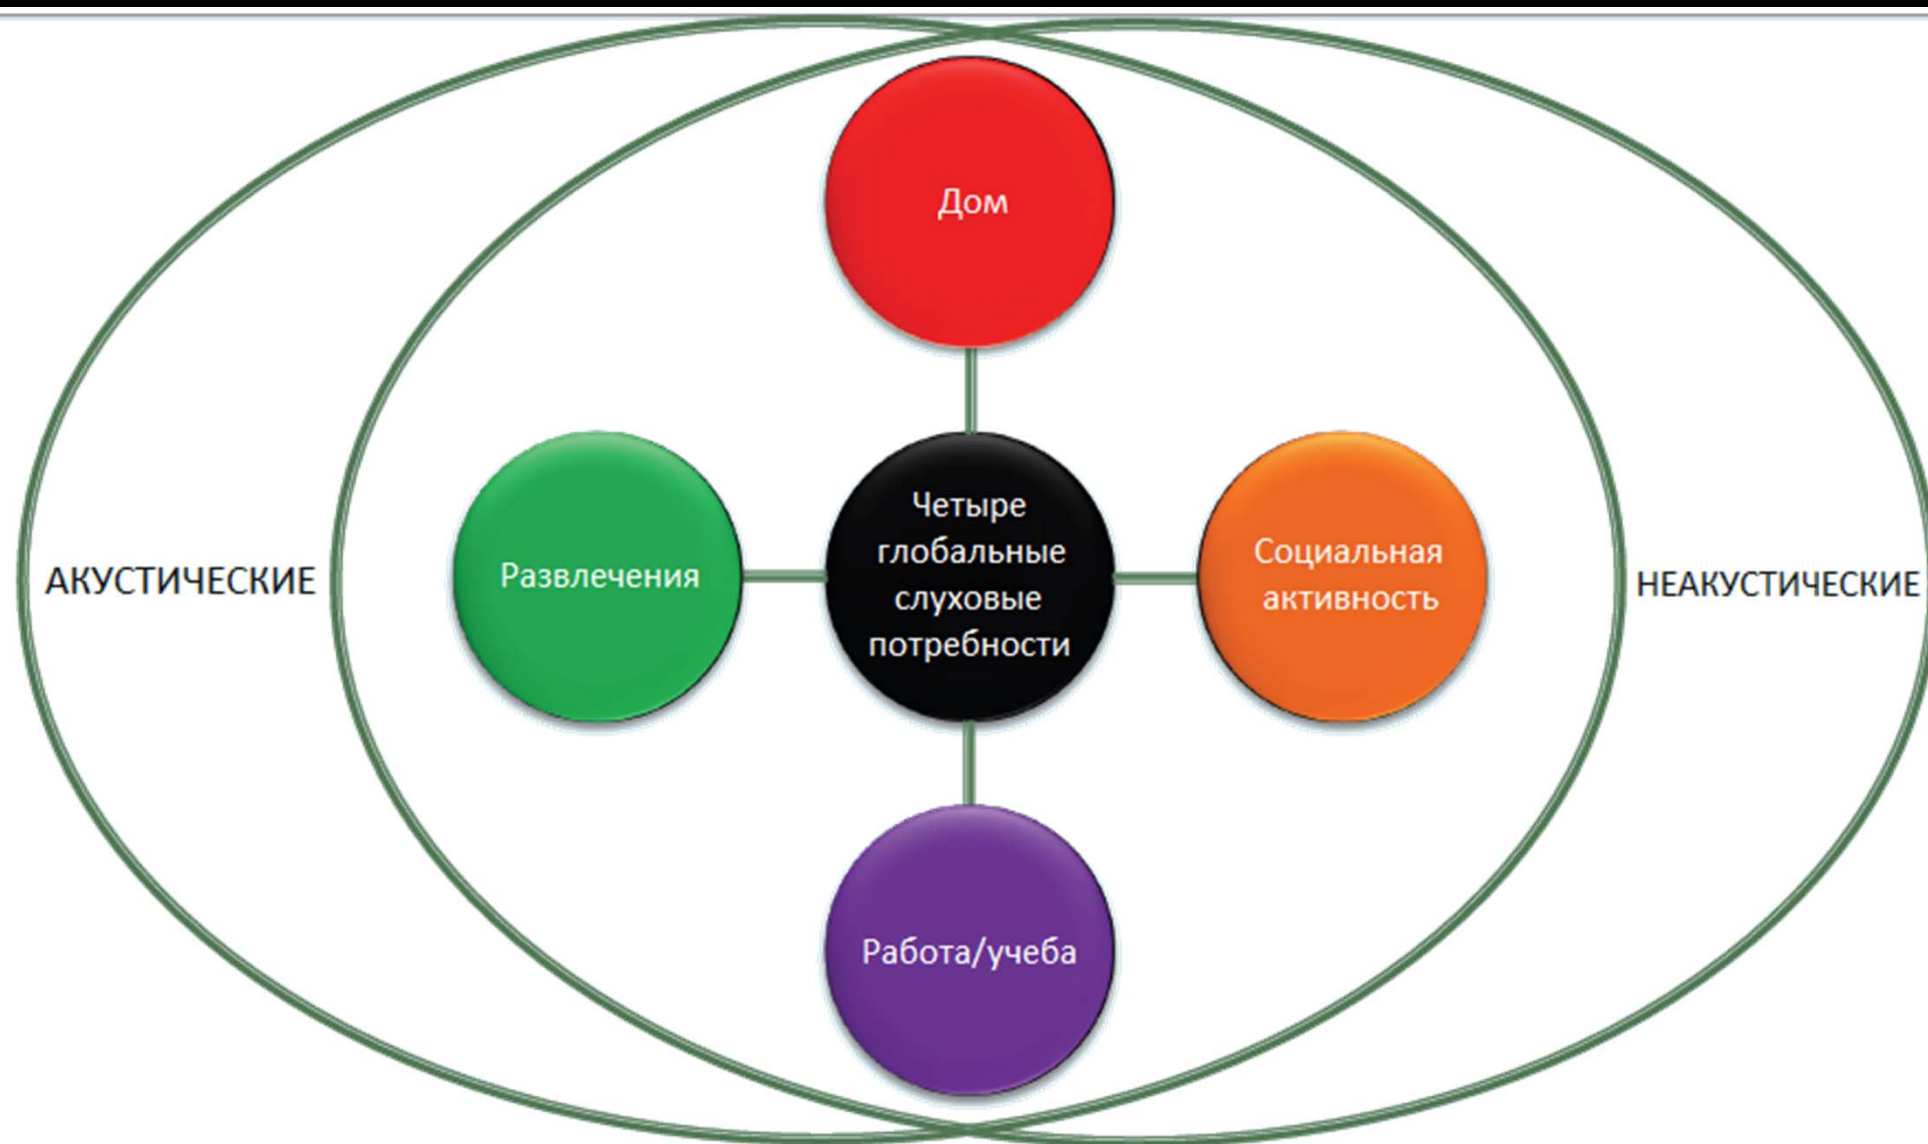 Дом
АКУСТИЧЕСКИЕ
Развлечения
Четыре
глобальные
слуховые
потребности
Социальная
активность
НЕАКУСТИЧЕСКИЕ
Работа/учеба